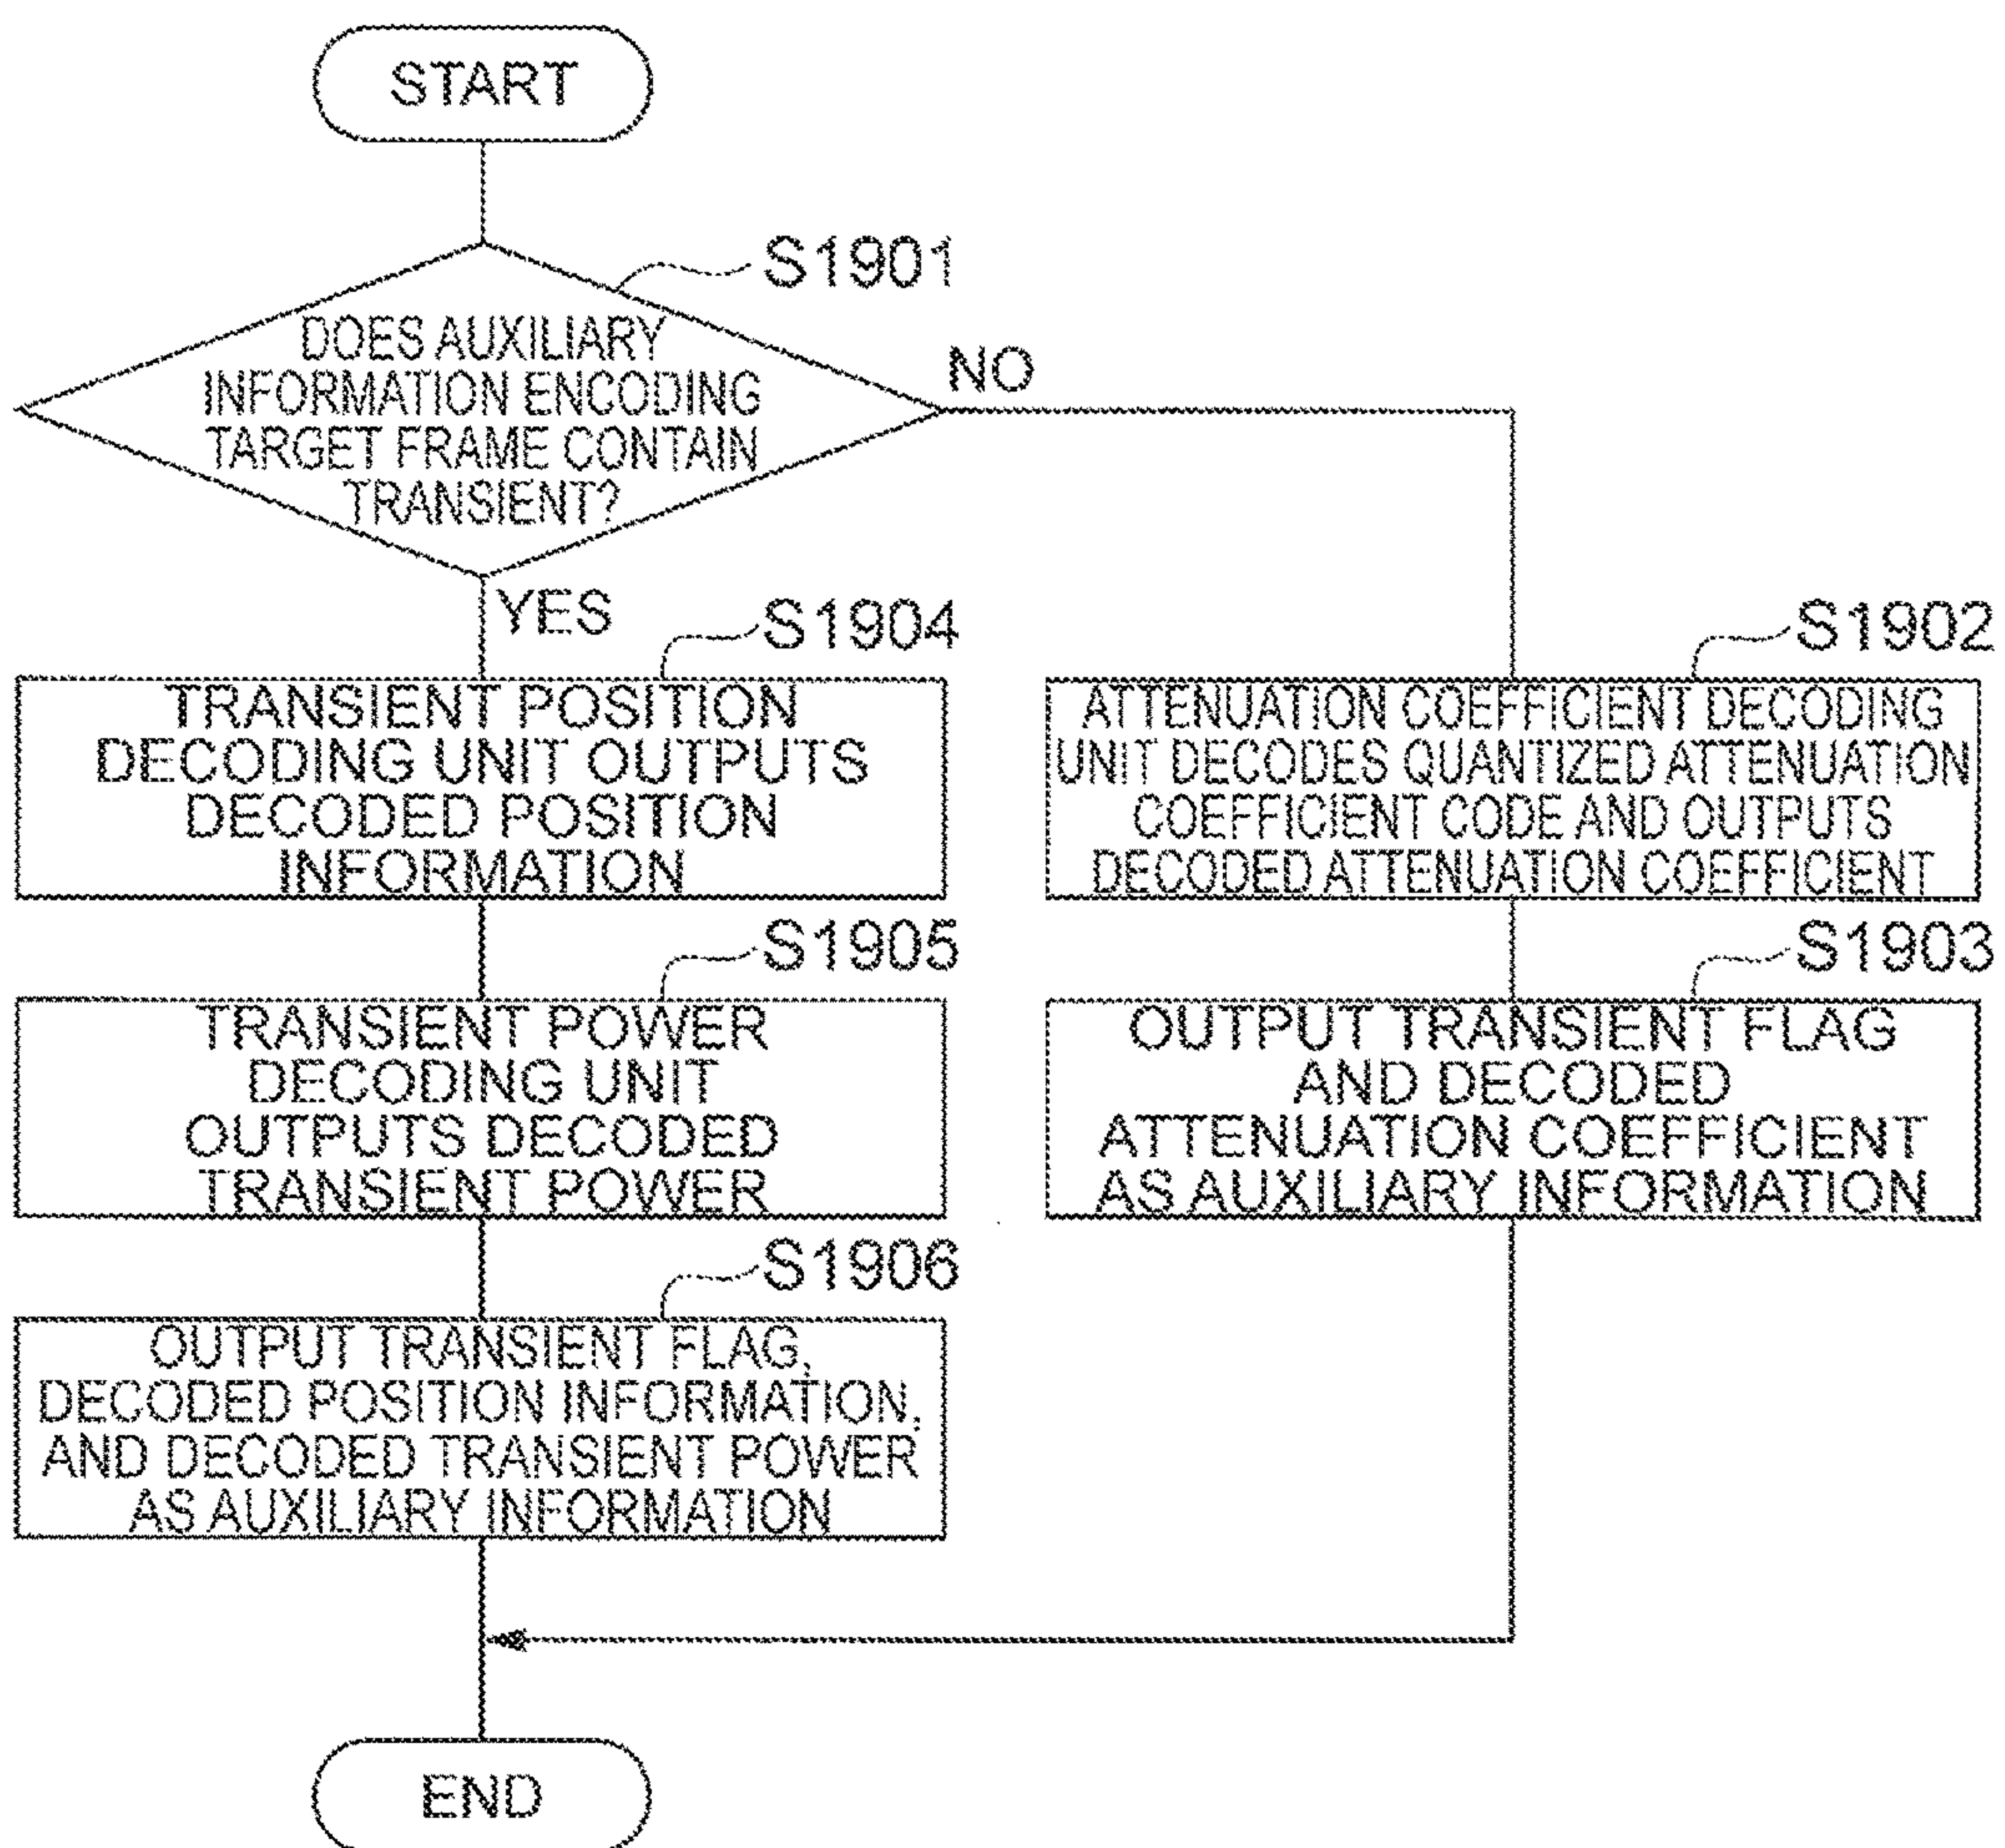 START
S1901
DOES AUXILIARY
INFORMATION ENCODING
TARGET FRAME CONTAIN
TRANSIENT?
NO
YES
S1904
TRANSIENT POSITION
DECODING UNIT OUTPUTS
DECODED POSITION
INFORMATION
S1902
ATTENUATION COEFFICIENT DECODING
UNIT DECODES QUANTIZED ATTENUATION
COEFFICIENT CODE AND OUTPUTS
DECODED ATTENUATION COEFFICIENT
S1905
TRANSIENT POWER
DECODING UNIT
OUTPUTS DECODED
TRANSIENT POWER
S1903
OUTPUT TRANSIENT FLAG
AND DECODED
ATTENUATION COEFFICIENT
AS AUXILIARY INFORMATION
S1906
OUTPUT TRANSIENT FLAG,
DECODED POSITION INFORMATION,
AND DECODED TRANSIENT POWER
AS AUXILIARY INFORMATION
END